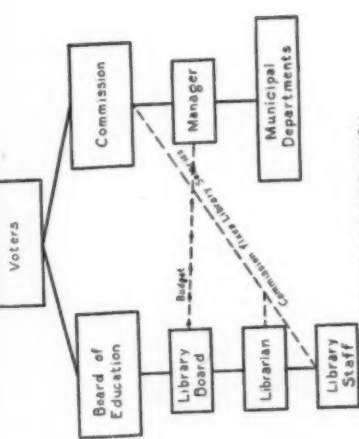 Voters
Board of
Education
Commission
Library
Board
Budget
Manager
Librarian
Commission Fixes Library Salaries
Library
Staff
Municipal
Departments